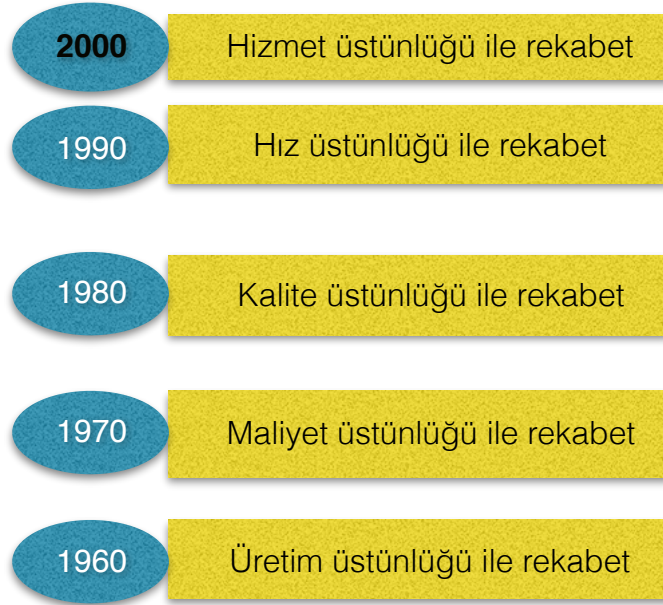 2000 Hizmet üstünlüğü ile rekabet
1990 Hız üstünlüğü ile rekabet
1980 Kalite üstünlüğü ile rekabet
1970 Maliyet üstünlüğü ile rekabet
1960 Üretim üstünlüğü ile rekabet